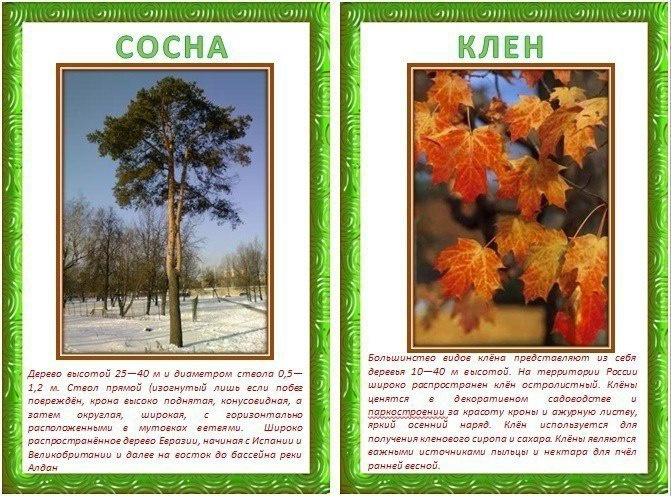 СОСНА
Дерево высотой 25—40 м и диаметром ствола 0,5—
1,2 м. Ствол прямой (изогнутый лишь если побег
повреждён, крона высоко поднятая, конусовидная, а
затем округлая, широкая, с горизонтально
расположенными в мутовках ветвями. Широко
распространённое дерево Евразии, начиная с Испании и
Великобритании и далее на восток до бассейна реки
Алдан
КЛЕН
Большинство видов клёна представляют из себя
деревья 10—40 м высотой. На территории России
широко распространен клён остролистный. Клёны
ценятся в декоративном садоводстве и
паркостроении за красоту кроны и ажурную листву,
яркий осенний наряд. Клён используется для
получения кленового сиропа и сахара. Клёны являются
важными источниками пыльцы и нектара для пчёл
ранней весной.